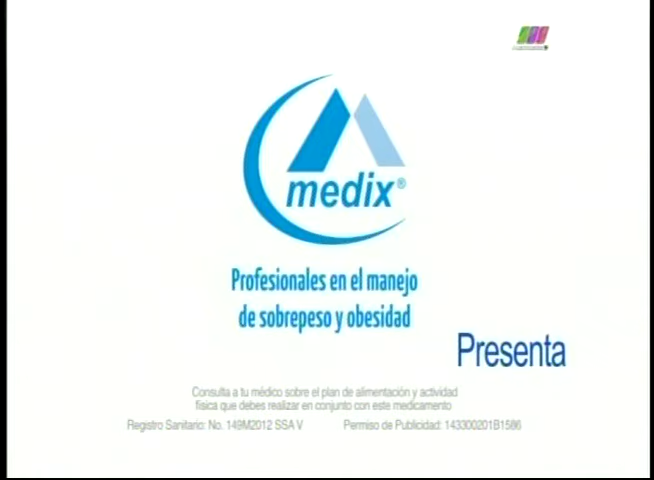 medix®
Profesionales en el manejo
de sobrepeso y obesidad
Presenta
Consulta a tu médico sobre el plan de alimentación y actividad
física que debes realizar en conjunto con este medicamento
Registro Sanitario: No. 149M2012 SSA V Permiso de Publicidad: 143300201B1586